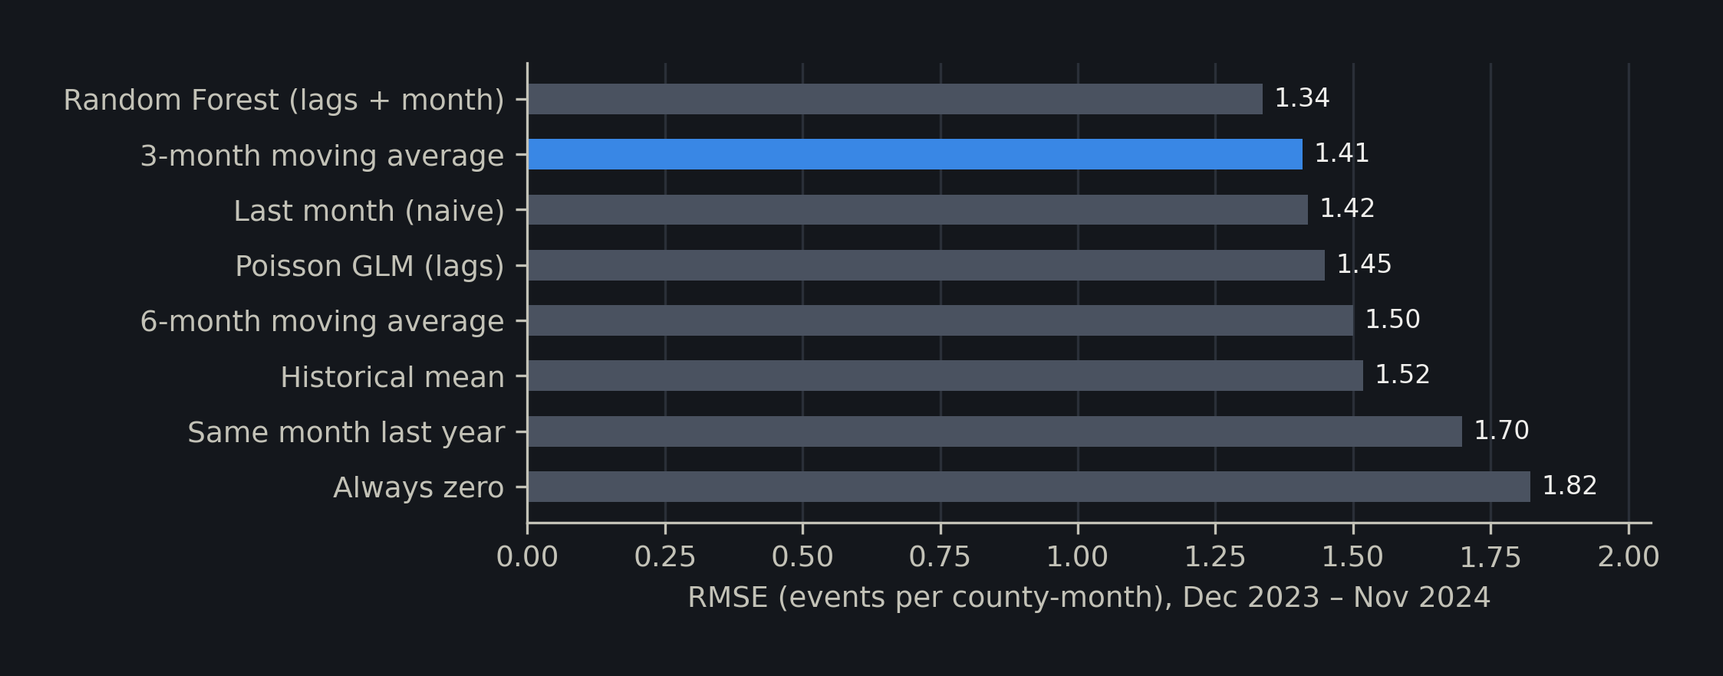 Random Forest (lags + month) 1.34
3-month moving average 1.41
Last month (naive) 1.42
Poisson GLM (lags) 1.45
6-month moving average 1.50
Historical mean 1.52
Same month last year 1.70
Always zero 1.82
0.00 0.25 0.50 0.75 1.00 1.25 1.50 1.75 2.00
RMSE (events per county-month), Dec 2023 – Nov 2024